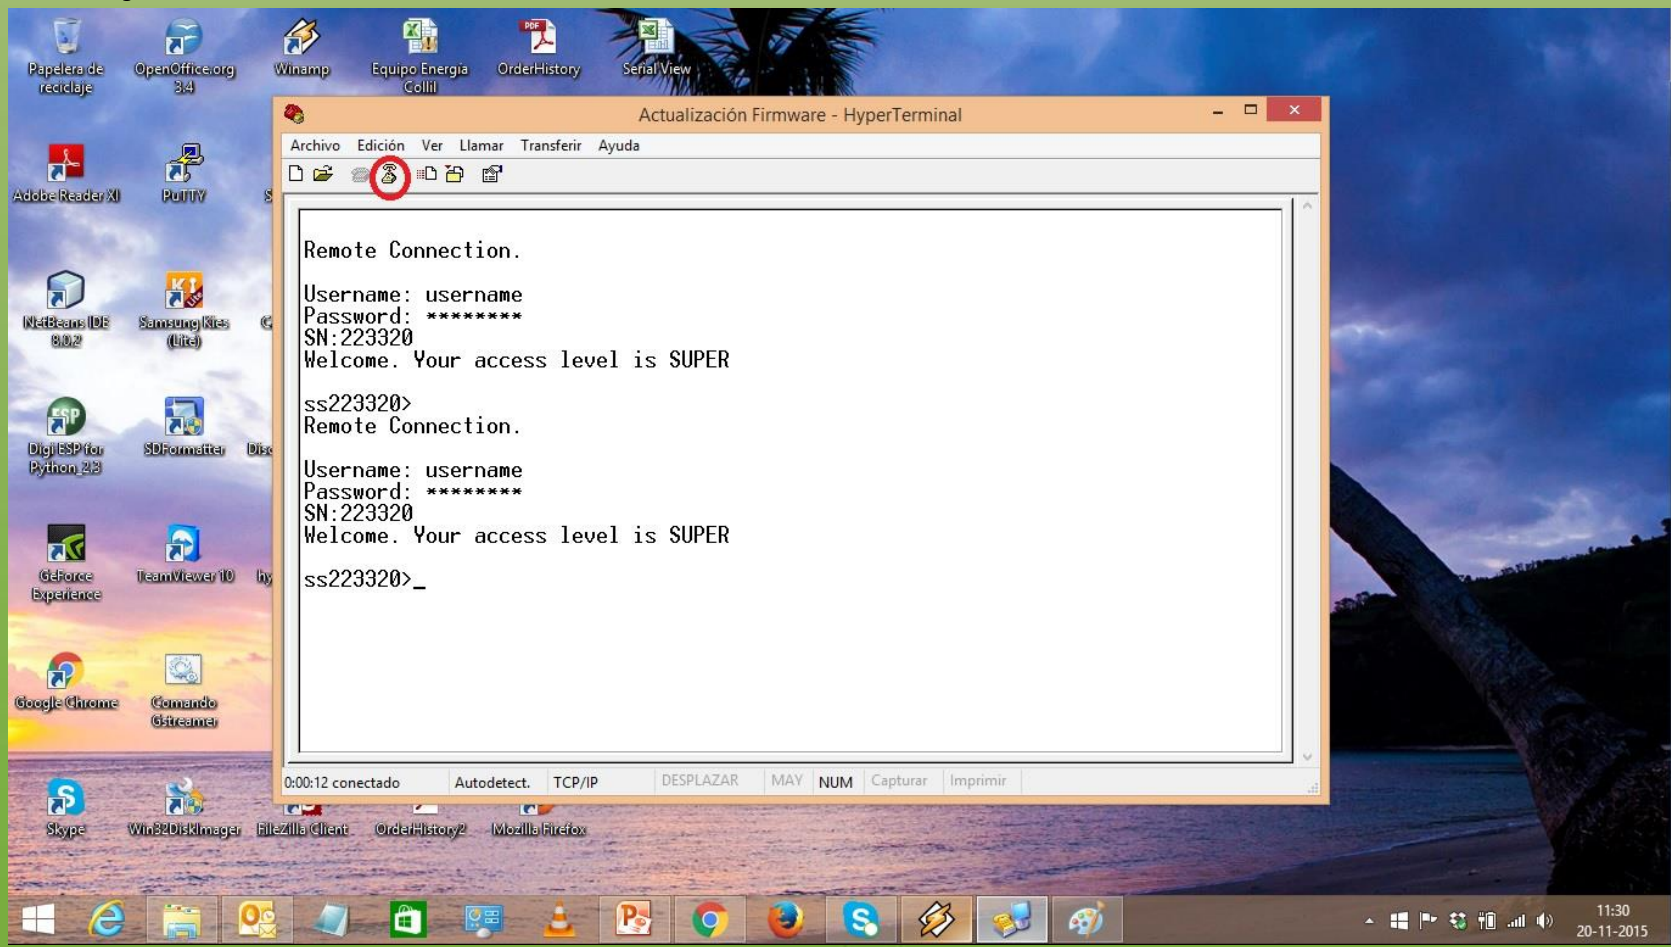 Papelera de
reciclaje
OpenOffice.org
3.4
Winamp
Equipo Energia
Collil
OrderHistory
Serial View
Adobe Reader XI
PuTTY
NetBeans IDE
8.0.2
Samsung Kies
(Lite)
Digi ESP for
Python_2/3
SDFormatter
GeForce
Experience
TeamViewer 10
Google Chrome
Comando
Gstreamer
Skype
Win32DiskImager
FileZilla Client
OrderHistory2
Mozilla Firefox
Actualización Firmware - HyperTerminal
Archivo Edición Ver Llamar Transferir Ayuda
Remote Connection.
Username: username
Password: ********
SN:223320
Welcome. Your access level is SUPER
ss223320>
Remote Connection.
Username: username
Password: ********
SN:223320
Welcome. Your access level is SUPER
ss223320>_
0:00:12 conectado Autodetect. TCP/IP DESPLAZAR MAY NUM Capturar Imprimir
11:30
20-11-2015